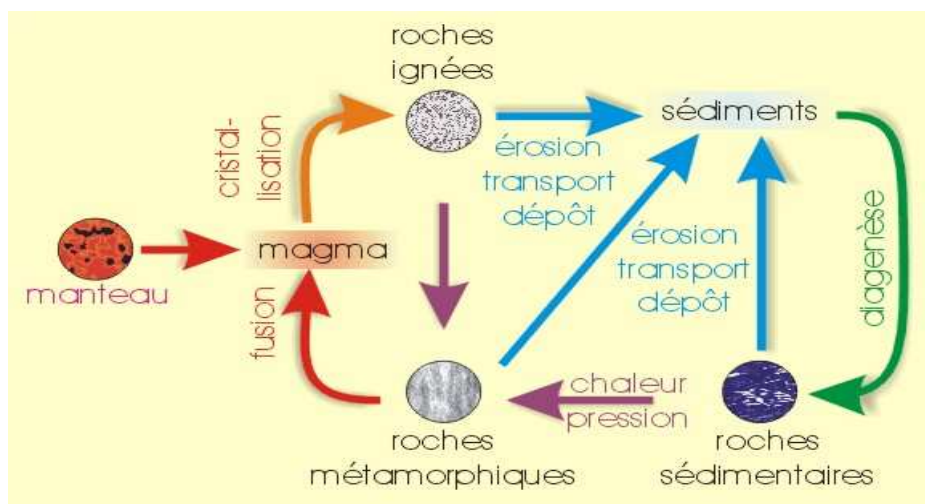 roches
ignées
sédiments
cristal-
lisation
érosion
transport
dépôt
érosion
transport
dépôt
diagenèse
magma
manteau
fusion
chaleur
pression
roches
métamorphiques
roches
sédimentaires